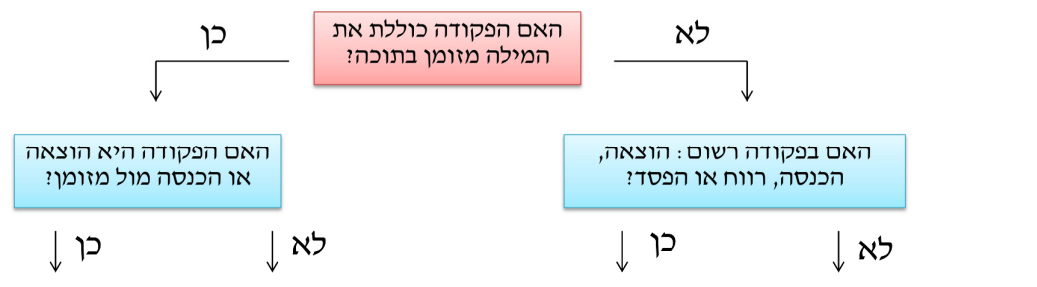 האם הפקודה כוללת את
המילה מזומן בתוכה?
לא
כן
האם בפקודה רשום: הוצאה,
הכנסה, רווח או הפסד?
האם הפקודה היא הוצאה
או הכנסה מול מזומן?
לא
כן
לא
כן